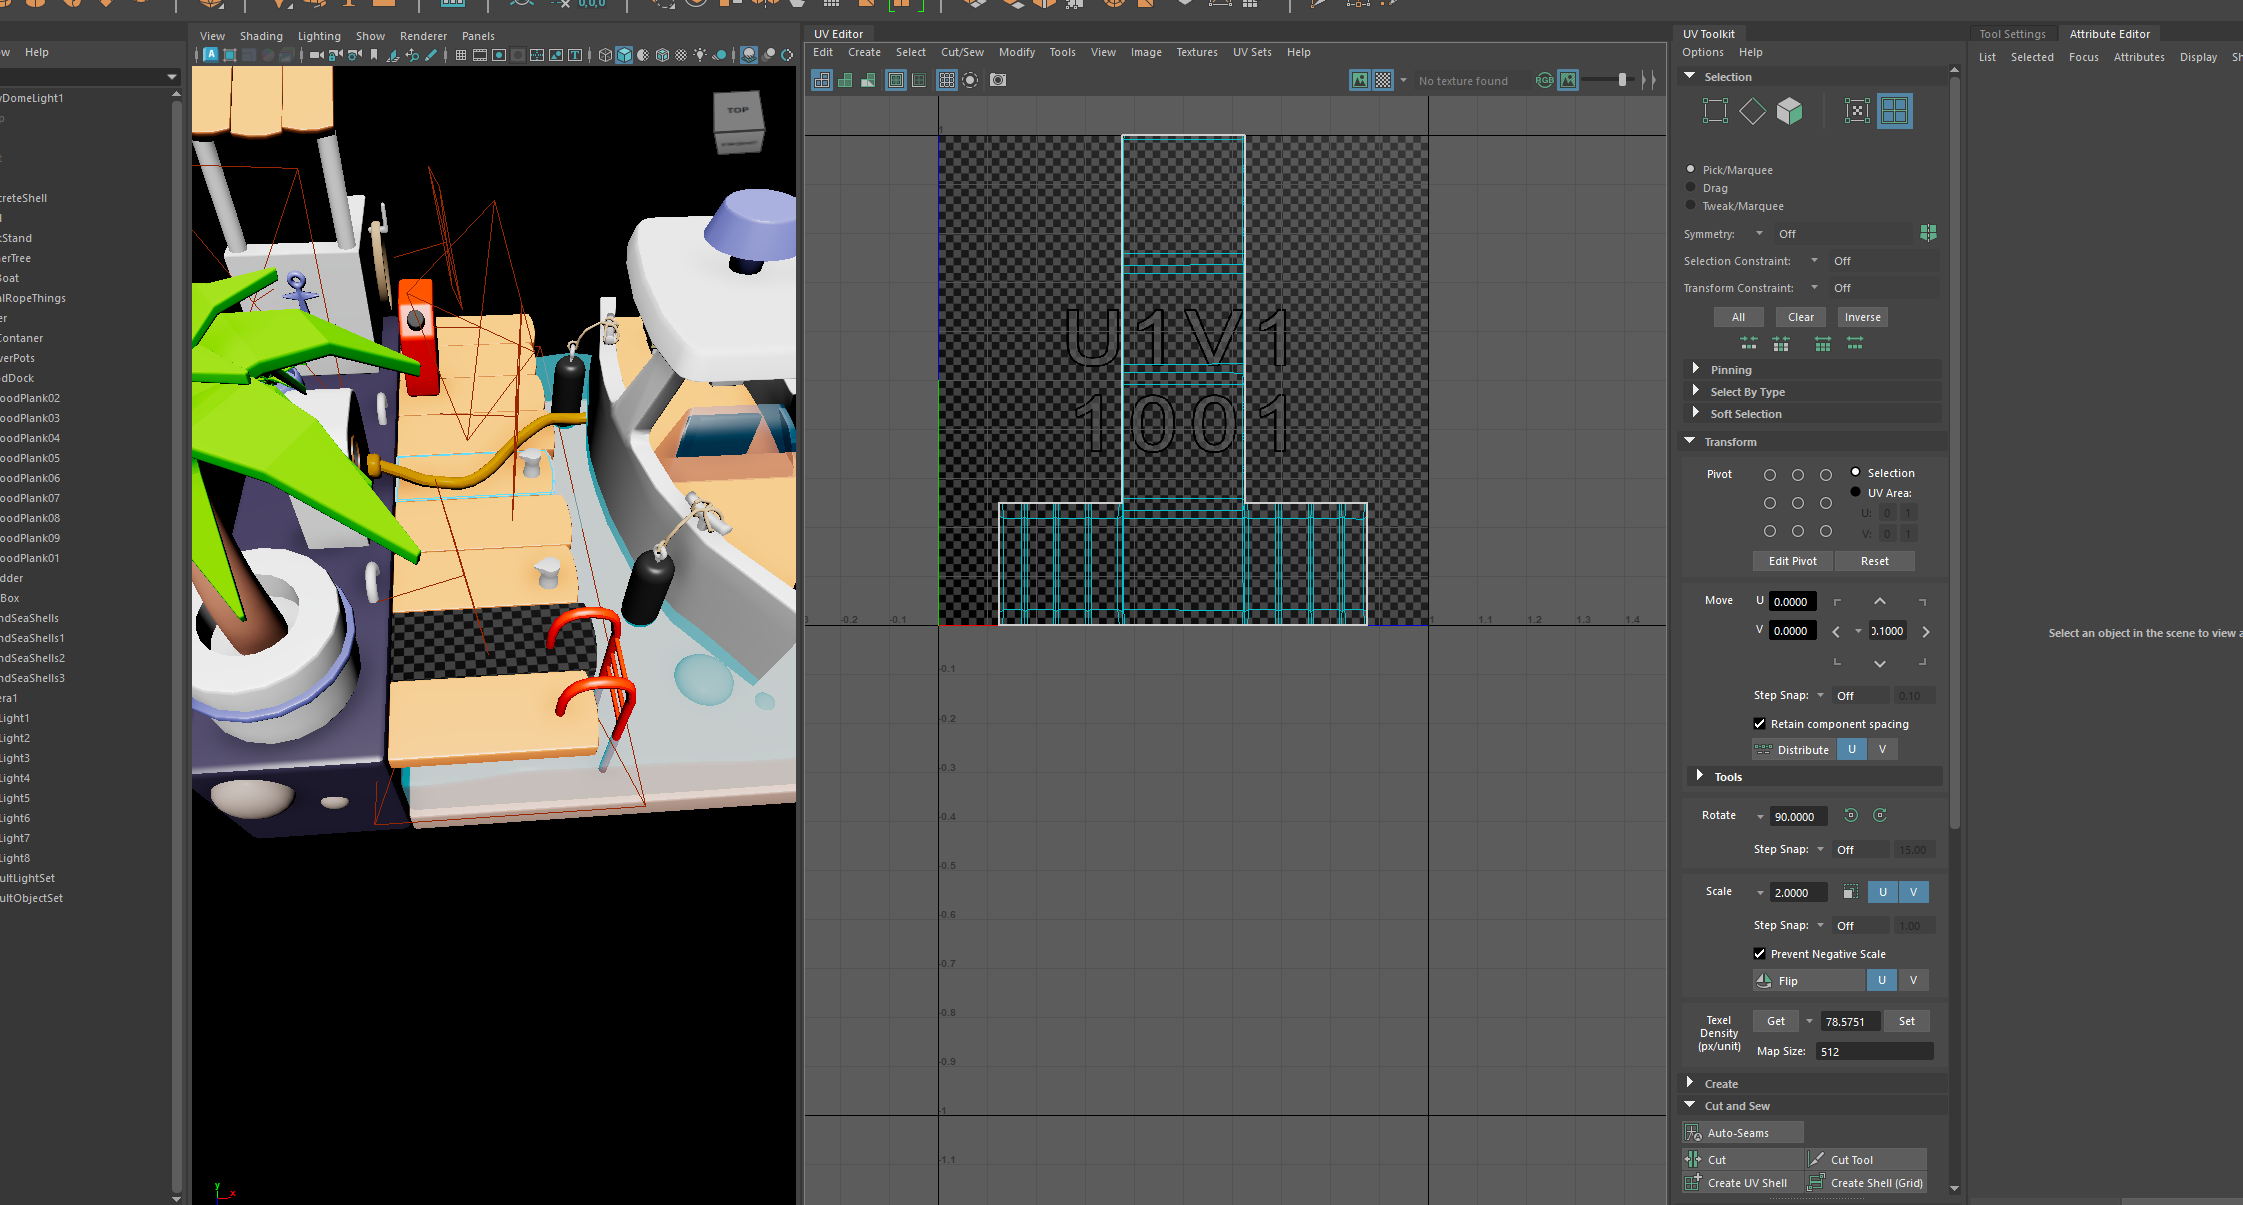 UV Editor
UV Toolkit
Tool Settings
Attribute Editor
Help
View Shading Lighting Show Renderer Panels
Edit Create Select Cut/Sew Modify Tools View Image Textures UV Sets Help
Options Help
List Selected Focus Attributes Display Sh
A
T
No texture found
RGB
Selection
yDomeLight1
creteShell
:Stand
nerTree
Boat
alRopeThings
er
Contaner
verPots
odDock
oodPlank02
oodPlank03
oodPlank04
oodPlank05
oodPlank06
oodPlank07
oodPlank08
oodPlank09
oodPlank01
dder
Box
ndSeaShells
ndSeaShells1
ndSeaShells2
ndSeaShells3
era1
Light1
Light2
Light3
Light4
Light5
Light6
Light7
Light8
ultLightSet
ultObjectSet
TOP
y
x
U1V1
1001
1
-0.2 -0.1 1 1.1 1.2 1.3 1.4
-0.1
-0.2
-0.3
-0.4
-0.5
-0.6
-0.7
-0.8
-0.9
-1
-1.1
Pick/Marquee
Drag
Tweak/Marquee
Symmetry: Off
Selection Constraint: Off
Transform Constraint: Off
All Clear Inverse
Pinning
Select By Type
Soft Selection
Transform
Pivot
Selection
UV Area:
U: 0 1
V: 0 1
Edit Pivot Reset
Move U 0.0000
V 0.0000
0.1000
Step Snap: Off 0.10
Retain component spacing
Distribute U V
Tools
Rotate 90.0000
Step Snap: Off 15.00
Scale 2.0000 U V
Step Snap: Off 1.00
Prevent Negative Scale
Flip U V
Texel Density (px/unit)
Get 78.5751 Set
Map Size: 512
Create
Cut and Sew
Auto-Seams
Cut Cut Tool
Create UV Shell Create Shell (Grid)
Select an object in the scene to view a